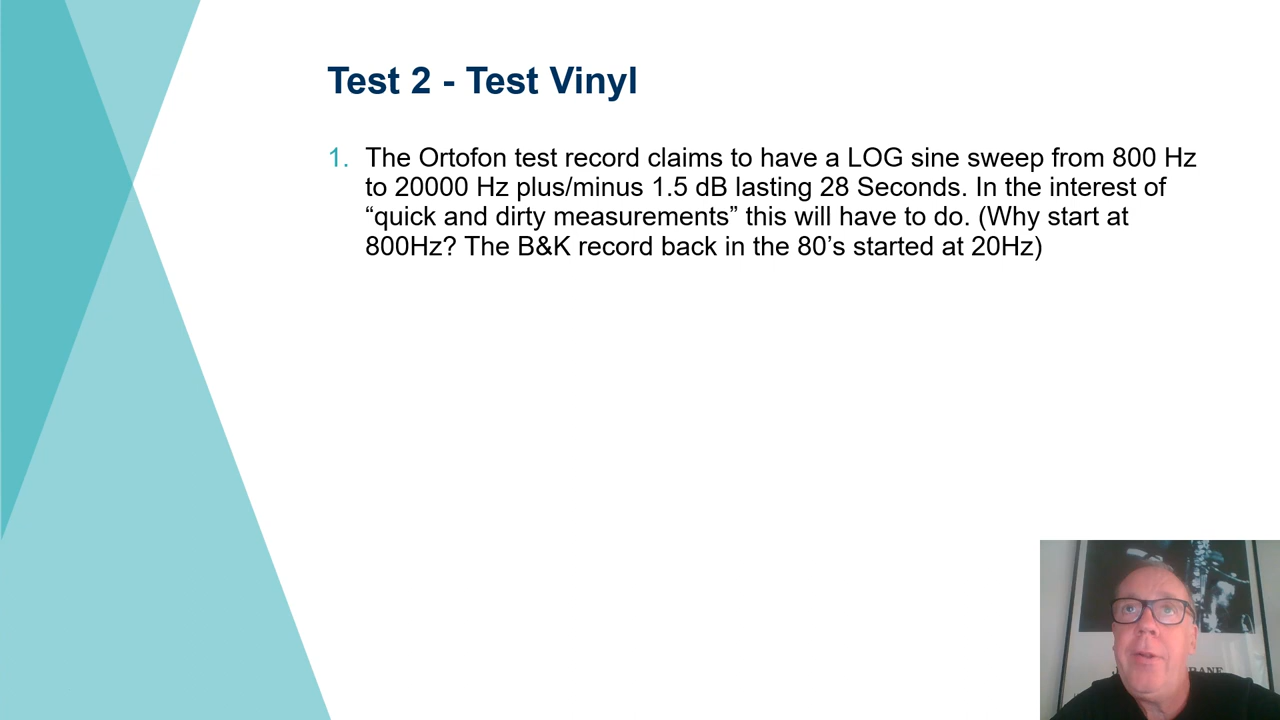 Test 2 - Test Vinyl
1. The Ortofon test record claims to have a LOG sine sweep from 800 Hz
to 20000 Hz plus/minus 1.5 dB lasting 28 Seconds. In the interest of
“quick and dirty measurements” this will have to do. (Why start at
800Hz? The B&K record back in the 80’s started at 20Hz)